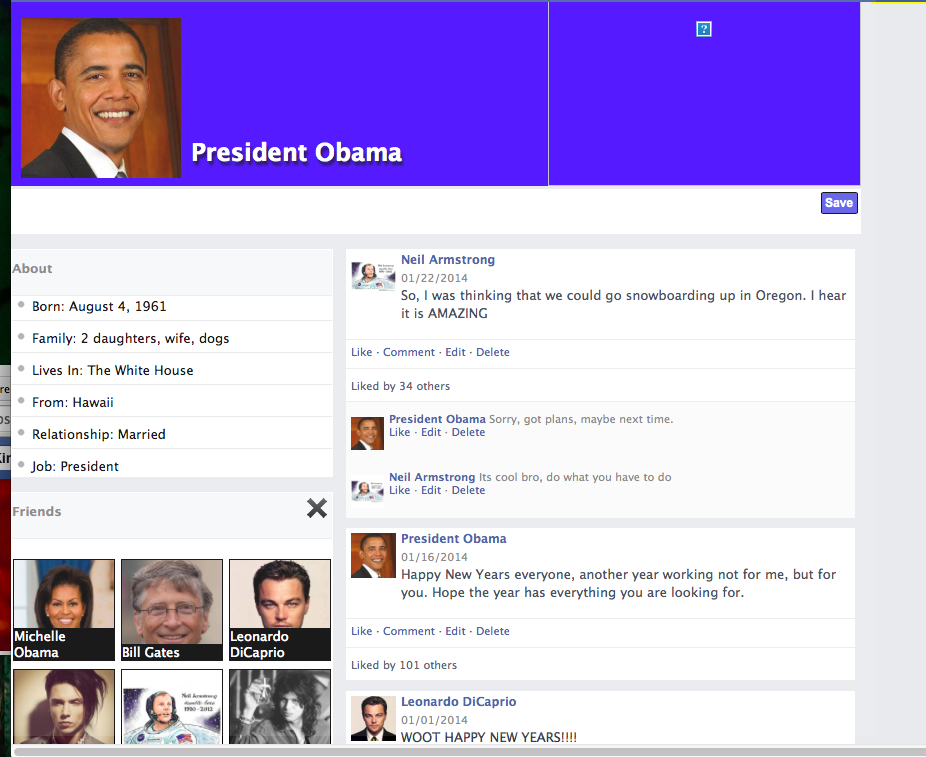 ?
President Obama
Save
About
Born: August 4, 1961
Family: 2 daughters, wife, dogs
Lives In: The White House
From: Hawaii
Relationship: Married
Job: President
Friends
Michelle
Obama
Bill Gates
Leonardo
DiCaprio
Neil Armstrong
1930 - 2012
Neil Armstrong
01/22/2014
So, I was thinking that we could go snowboarding up in Oregon. I hear
it is AMAZING
Like · Comment · Edit · Delete
Liked by 34 others
President Obama Sorry, got plans, maybe next time.
Like · Edit · Delete
Neil Armstrong Its cool bro, do what you have to do
Like · Edit · Delete
President Obama
01/16/2014
Happy New Years everyone, another year working not for me, but for
you. Hope the year has everything you are looking for.
Like · Comment · Edit · Delete
Liked by 101 others
Leonardo DiCaprio
01/01/2014
WOOT HAPPY NEW YEARS!!!!